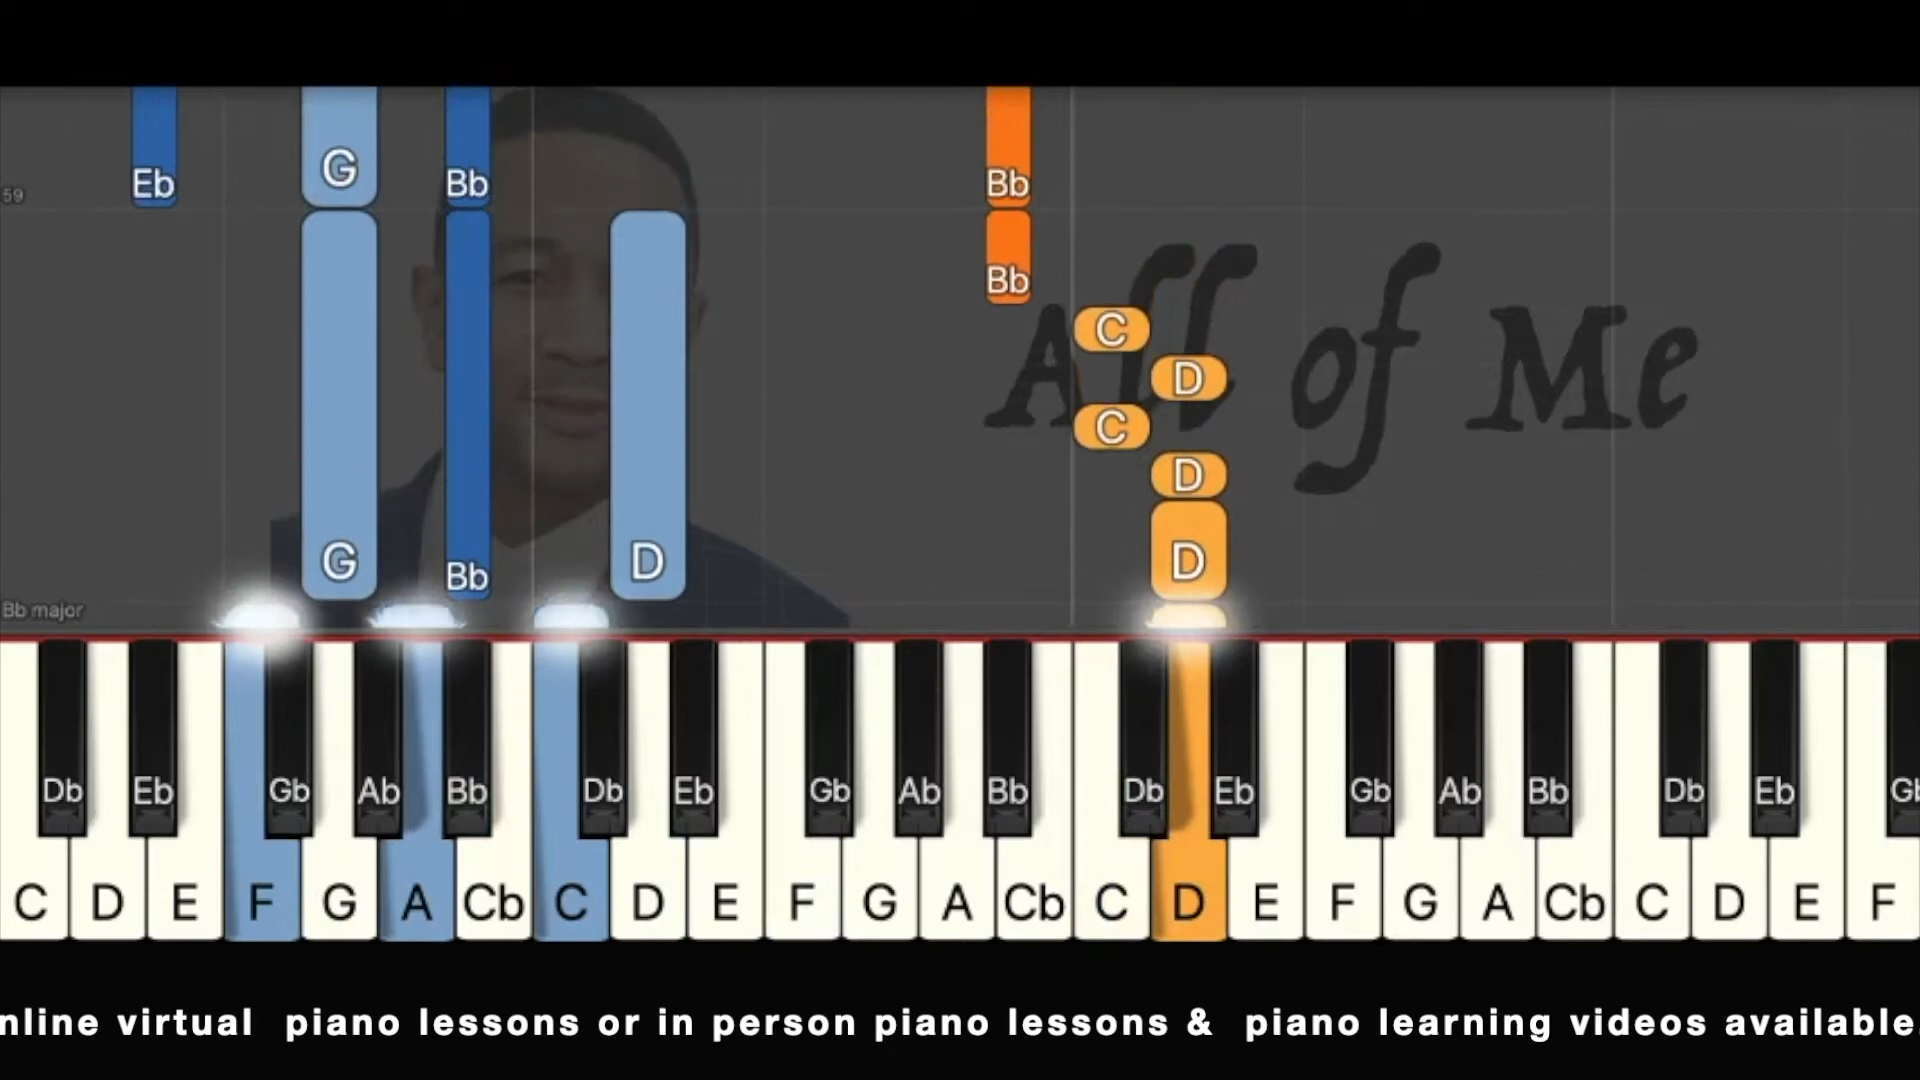 Eb G Bb Bb
59
Bb
C
All of Me
D
C
D
G Bb D D
Bb major
Db Eb Gb Ab Bb Db Eb Gb Ab Bb Db Eb Gb Ab Bb Db Eb
C D E F G A Cb C D E F G A Cb C D E F G A Cb C D E F
nline virtual piano lessons or in person piano lessons & piano learning videos available.